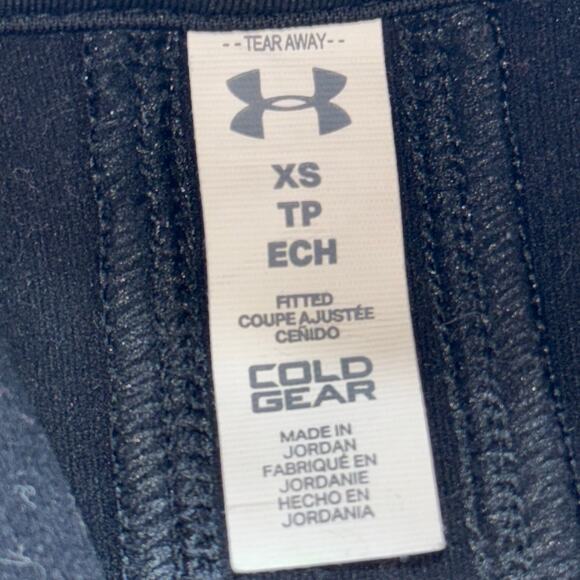 --TEAR AWAY--
XS
TP
ECH
FITTED
COUPE AJUSTÉE
CEÑIDO
COLD
GEAR
MADE IN
JORDAN
FABRIQUÉ EN
JORDANIE
HECHO EN
JORDANIA